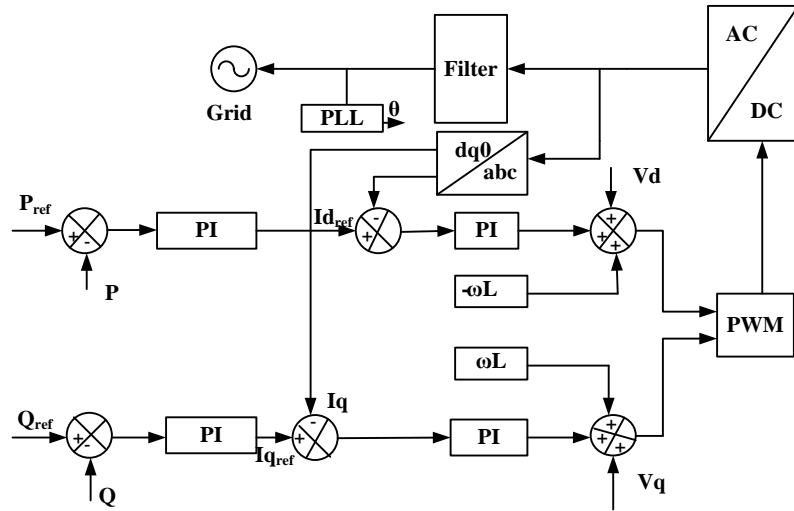 AC
DC
Filter
Grid
PLL
θ
dq0
abc
Vd
Pref
+
-
PI
Idref
+
-
PI
+
+
+
P
-ωL
PWM
ωL
Qref
+
-
PI
Iqref
Iq
+
-
PI
+
+
+
Q
Vq